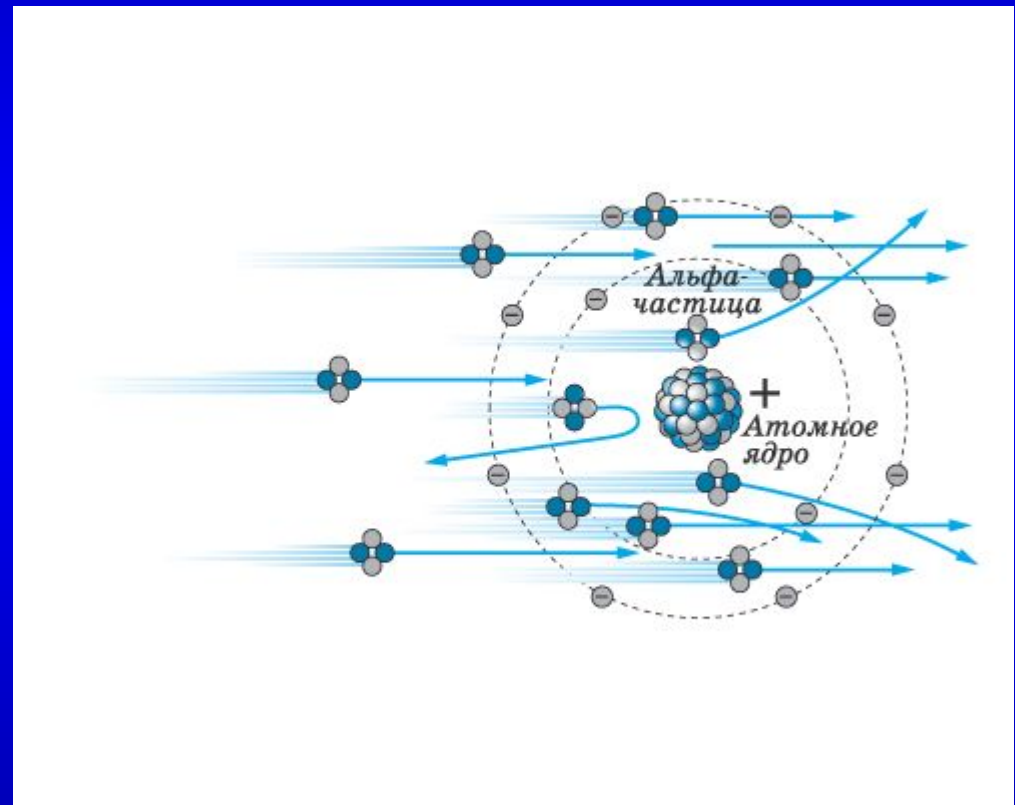 Альфа-
частица
+
Атомное
ядро